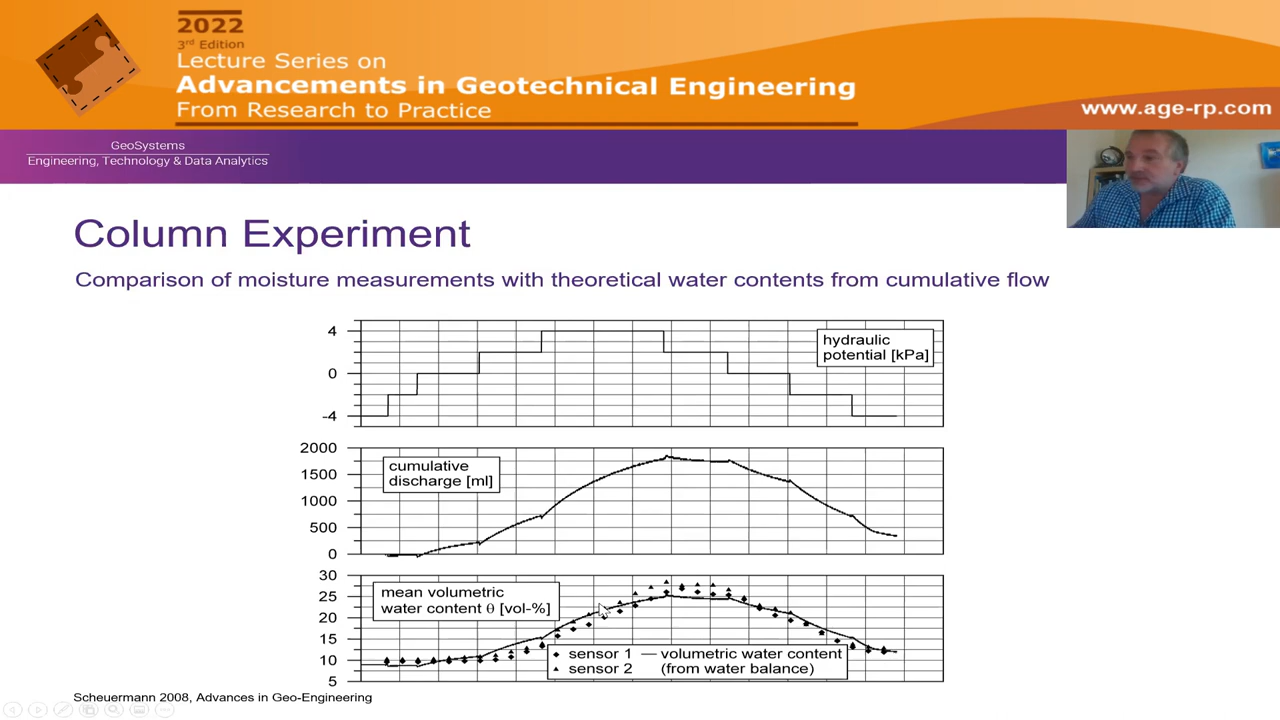 2022
3rd Edition
Lecture Series on
Advancements in Geotechnical Engineering
From Research to Practice
www.age-rp.com
GeoSystems
Engineering, Technology & Data Analytics
Column Experiment
Comparison of moisture measurements with theoretical water contents from cumulative flow
4
0
-4
hydraulic
potential [kPa]
2000
1500
1000
500
0
cumulative
discharge [ml]
30
25
20
15
10
5
mean volumetric
water content θ [vol-%]
sensor 1 — volumetric water content
sensor 2 (from water balance)
Scheuermann 2008, Advances in Geo-Engineering